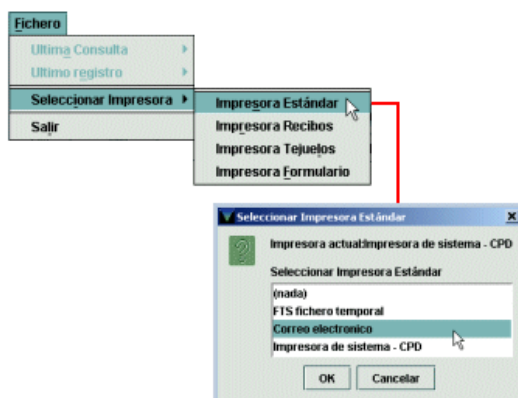 Fichero
Ultima Consulta
Ultimo registro
Seleccionar Impresora
Salir
Impresora Estándar
Impresora Recibos
Impresora Tejuelos
Impresora Formulario
Seleccionar Impresora Estándar
Impresora actual:Impresora de sistema - CPD
Seleccionar Impresora Estándar
(nada)
FTS fichero temporal
Correo electronico
Impresora de sistema - CPD
OK Cancelar